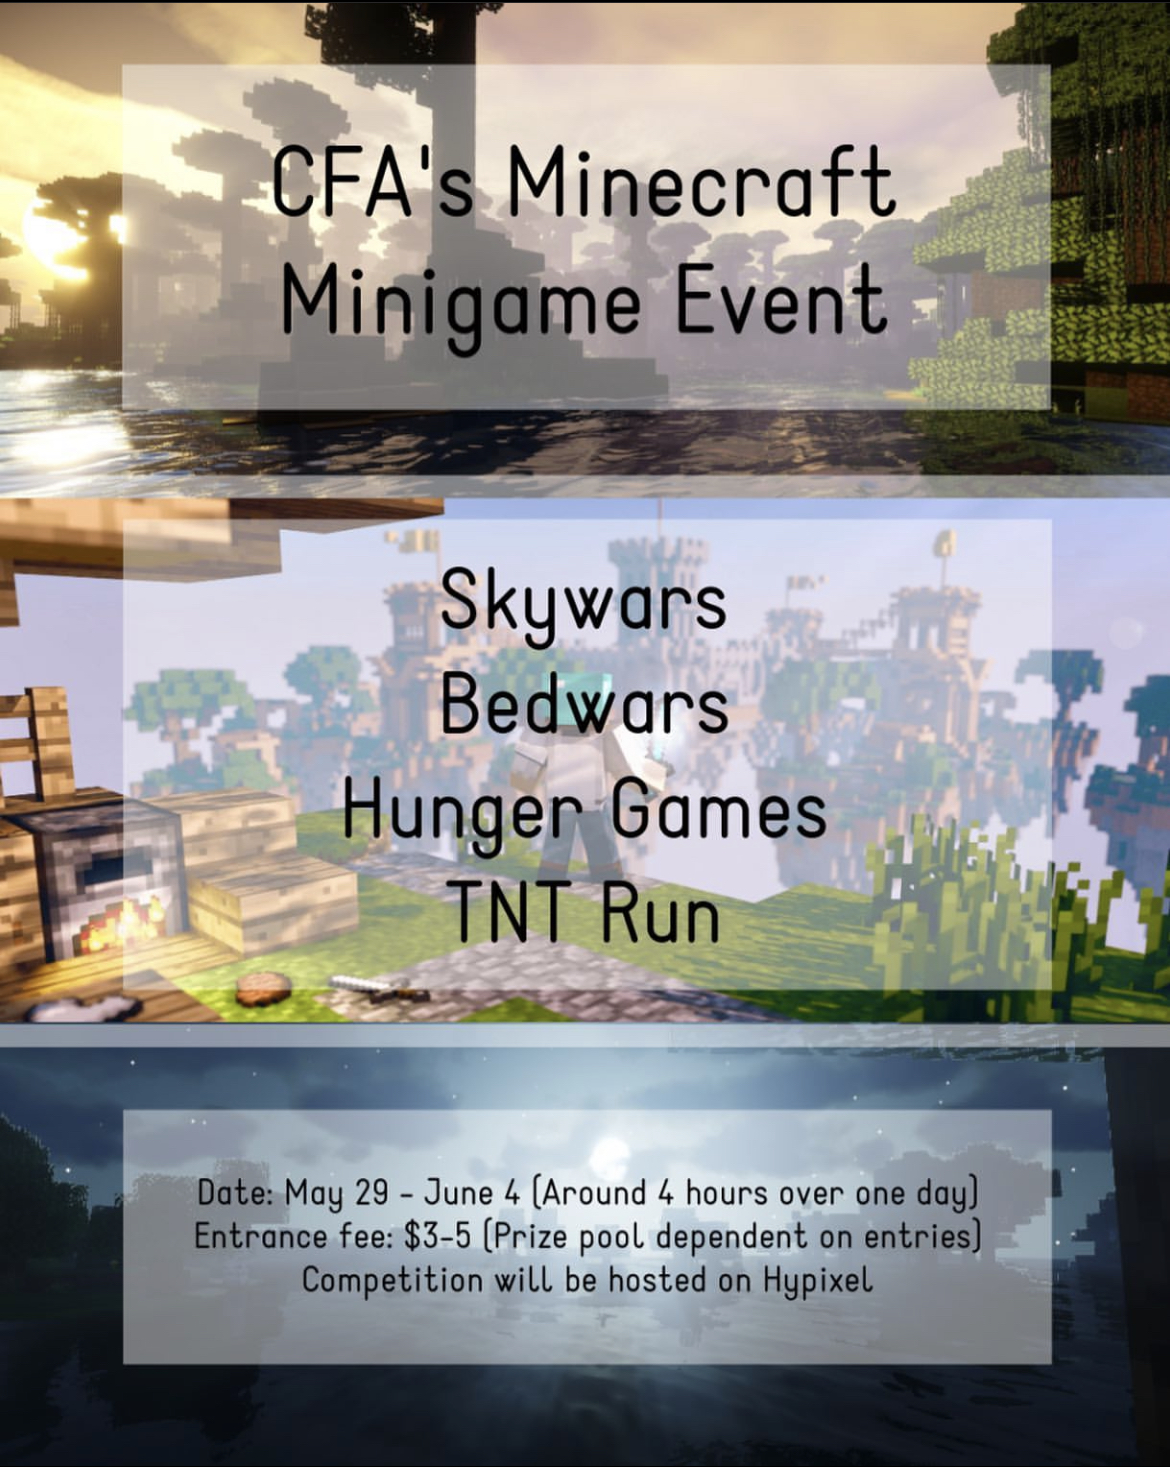 CFA's Minecraft
Minigame Event
Skywars
Bedwars
Hunger Games
TNT Run
Date: May 29 - June 4 (Around 4 hours over one day)
Entrance fee: $3-5 (Prize pool dependent on entries)
Competition will be hosted on Hypixel